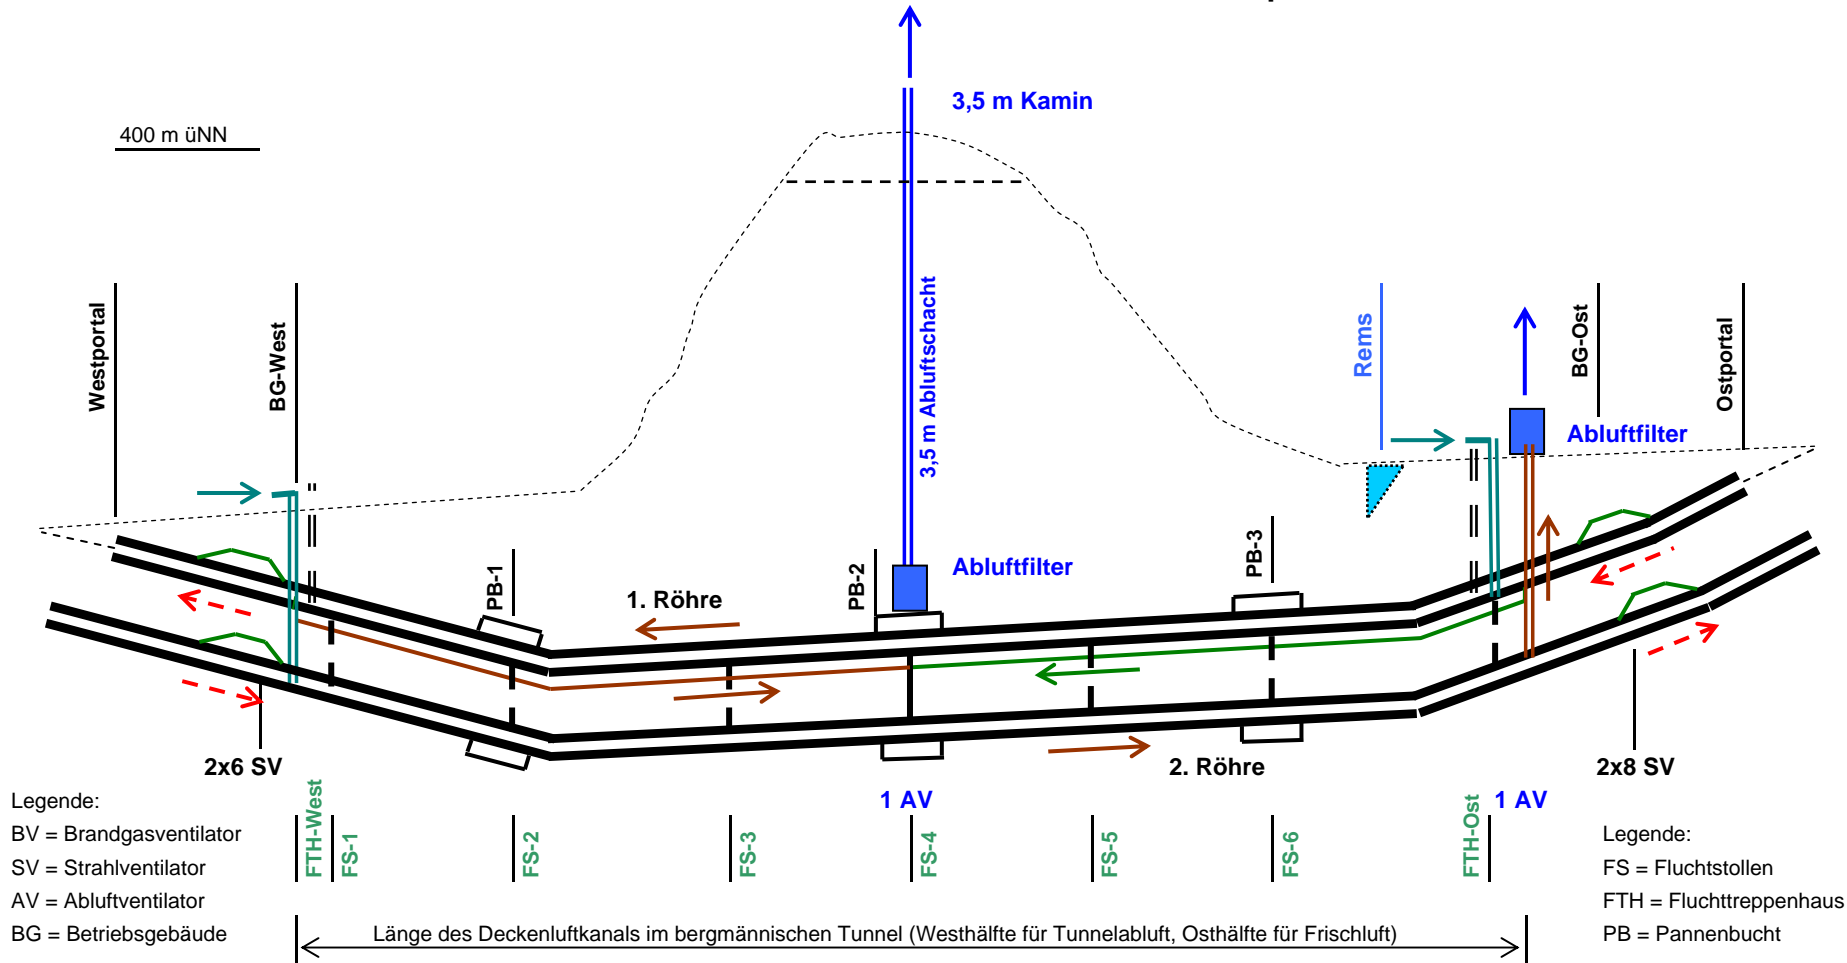 3,5 m Kamin
400 m üNN
3,5 m Abluftschacht
Westportal
BG-West
Rems
BG-Ost
Ostportal
Abluftfilter
PB-1
PB-2
Abluftfilter
PB-3
1. Röhre
2x6 SV
2. Röhre
2x8 SV
1 AV
1 AV
Legende:
BV = Brandgasventilator
SV = Strahlventilator
AV = Abluftventilator
BG = Betriebsgebäude
FTH-West
FS-1
FS-2
FS-3
FS-4
FS-5
FS-6
FTH-Ost
Legende:
FS = Fluchtstollen
FTH = Fluchttreppenhaus
PB = Pannenbucht
Länge des Deckenluftkanals im bergmännischen Tunnel (Westhälfte für Tunnelabluft, Osthälfte für Frischluft)